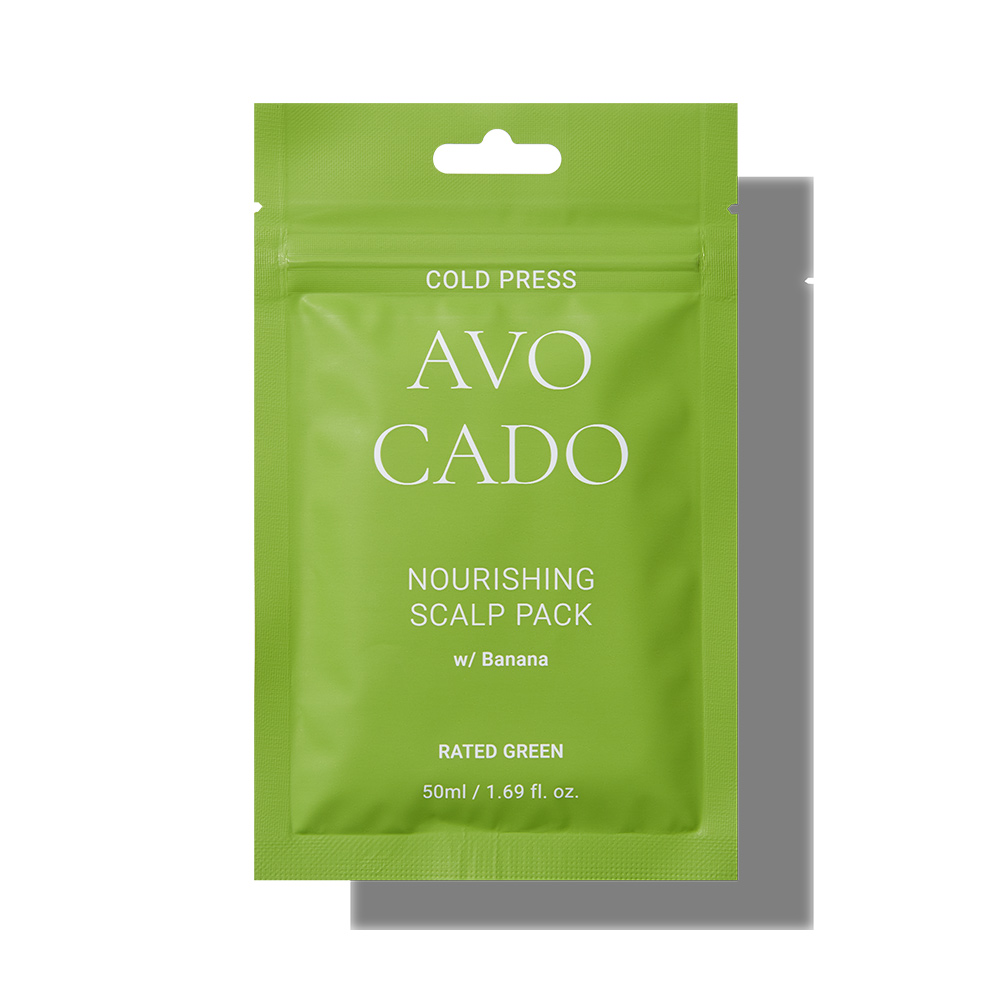 COLD PRESS
AVO
CADO
NOURISHING
SCALP PACK
w/ Banana
RATED GREEN
50ml / 1.69 fl. oz.